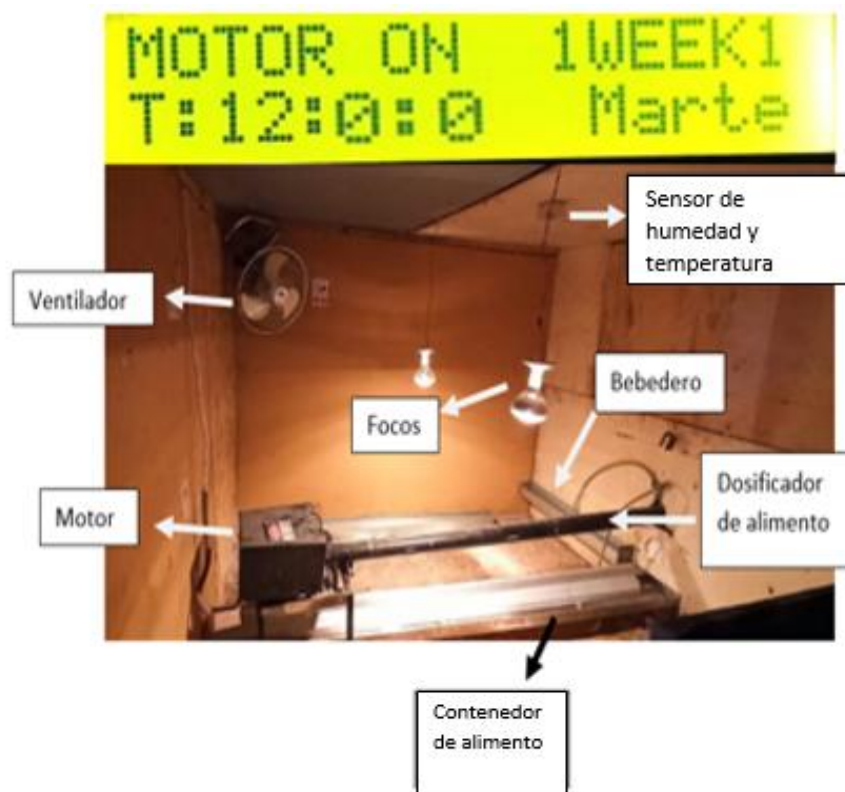 MOTOR ON 1WEEK1
T:12:0:0 Marte
Sensor de
humedad y
temperatura
Ventilador
Bebedero
Focos
Dosificador
de alimento
Motor
Contenedor
de alimento